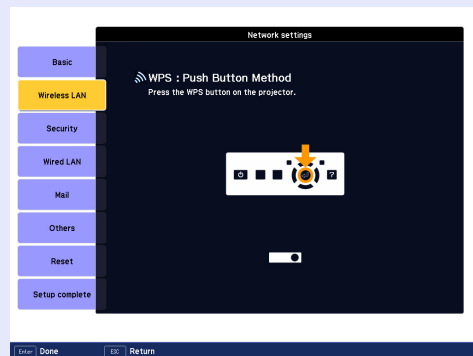 Network settings
Basic
Wireless LAN
Security
Wired LAN
Mail
Others
Reset
Setup complete
WPS : Push Button Method
Press the WPS button on the projector.
?
Enter Done
ESC Return